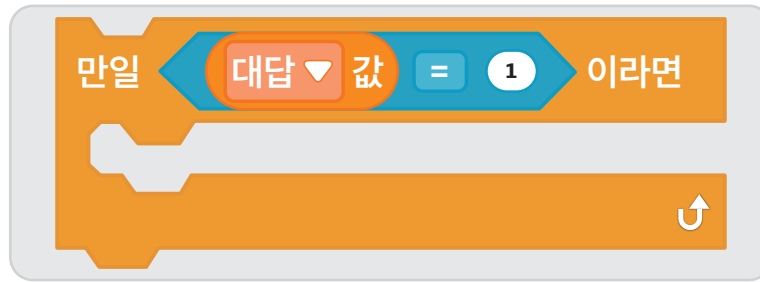 만일 대답 값 = 1 이라면